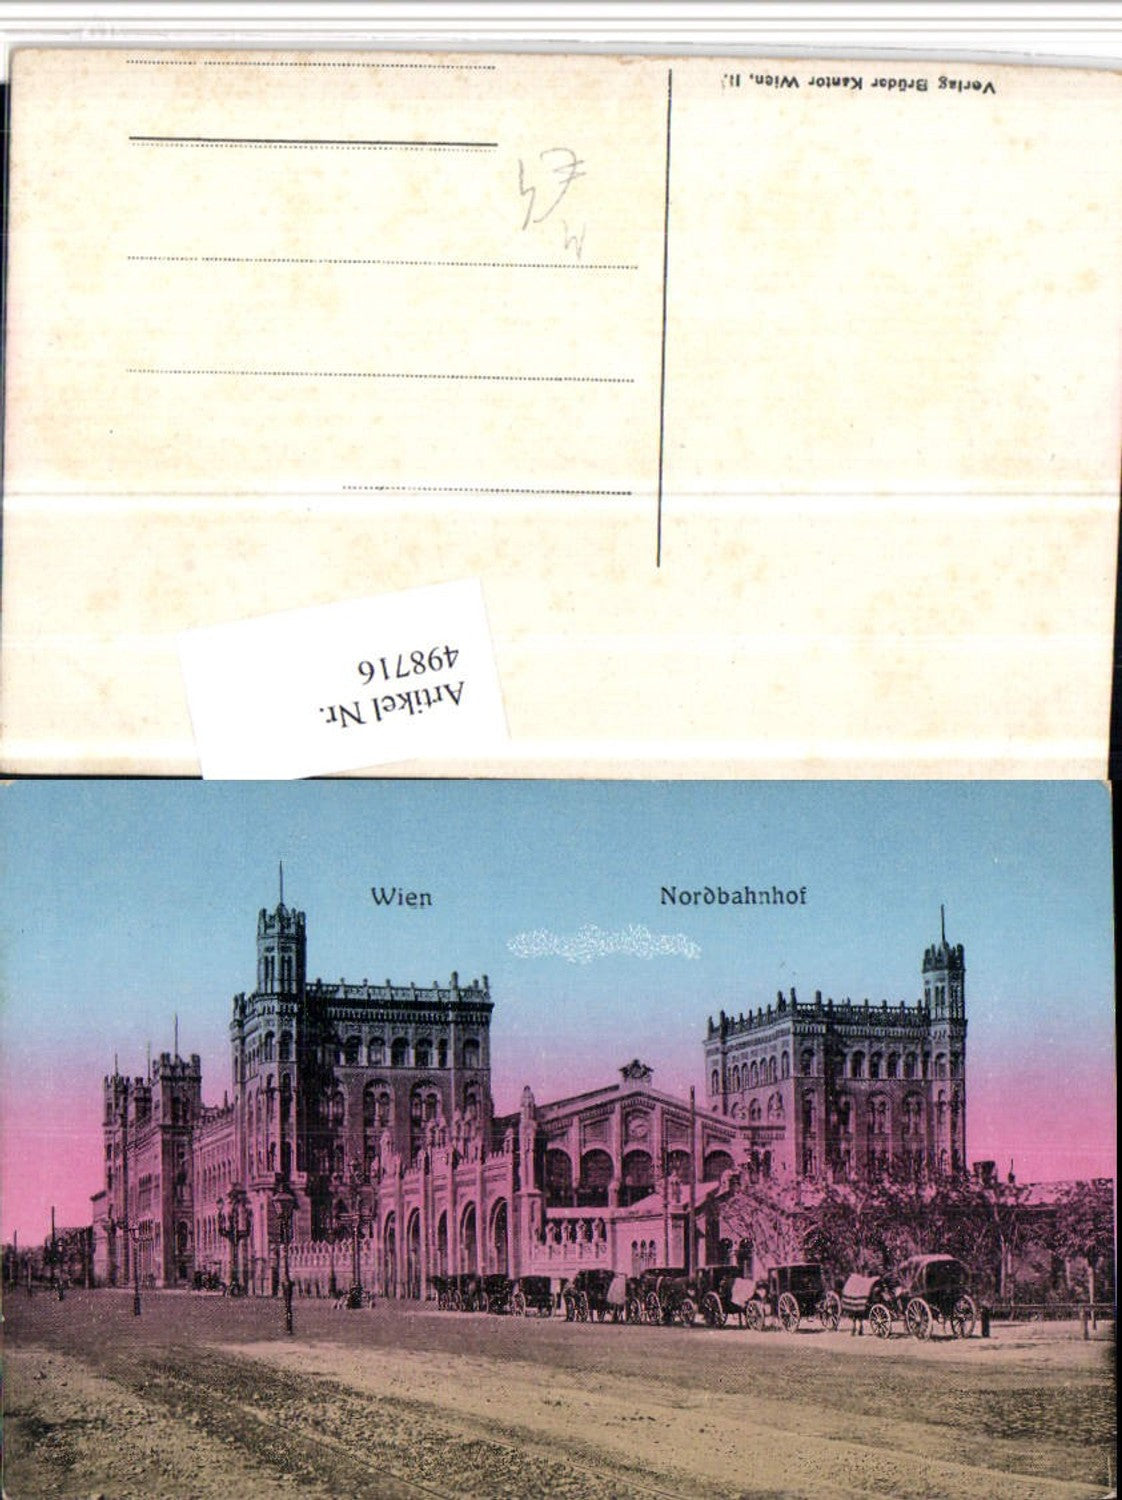 Verlag Brüder Kantor Wien, II.
Artikel Nr.
498716
Wien Nordbahnhof